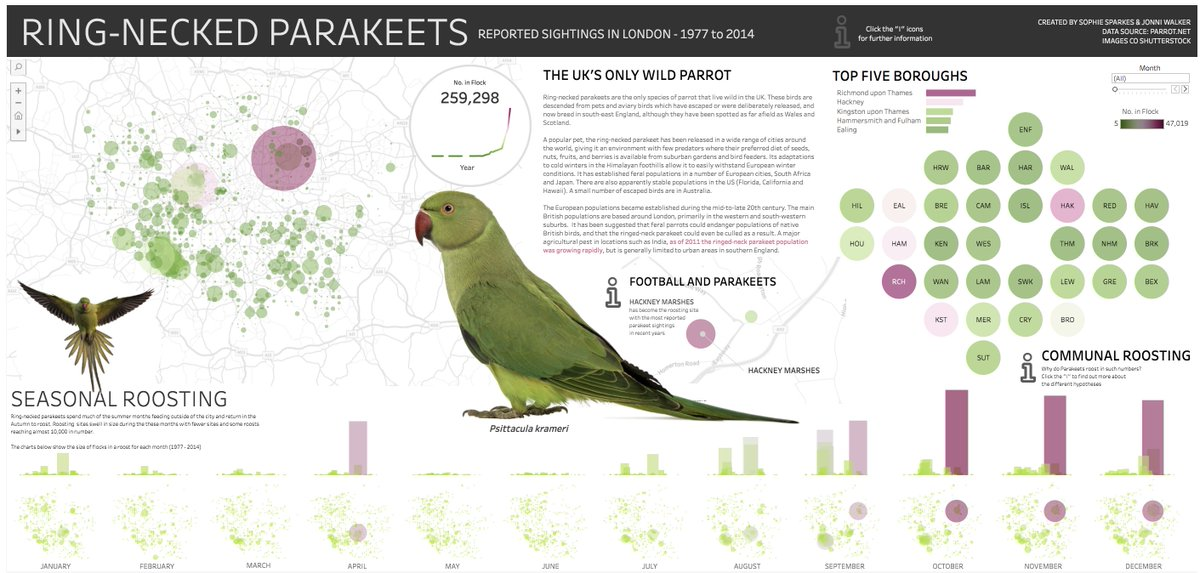 RING-NECKED PARAKEETS REPORTED SIGHTINGS IN LONDON - 1977 to 2014
Click the "i" icons
for further information
CREATED BY SOPHIE SPARKES & JONNI WALKER
DATA SOURCE: PARROT.NET
IMAGES CO SHUTTERSTOCK
No. in Flock
259,298
Year
THE UK'S ONLY WILD PARROT
Ring-necked parakeets are the only species of parrot that live wild in the UK. These birds are
descended from pets and aviary birds which have escaped or were deliberately released, and
now breed in south-east England, although they have been spotted as far afield as Wales and
Scotland.
A popular pet, the ring-necked parakeet has been released in a wide range of cities around
the world, giving it an environment with few predators where their preferred diet of seeds,
nuts, fruits, and berries is available from suburban gardens and bird feeders. Its adaptations
to cold winters in the Himalayan foothills allow it to easily withstand European winter
conditions. It has established feral populations in a number of European cities, South Africa
and Japan. There are also apparently stable populations in the US (Florida, California and
Hawaii). A small number of escaped birds are in Australia.
The European populations became established during the mid-to-late 20th century. The main
British populations are based around London, primarily in the western and south-western
suburbs. It has been suggested that feral parrots could endanger populations of native
British birds, and that the ringed-neck parakeet could even be culled as a result. A major
agricultural pest in locations such as India, as of 2011 the ringed-neck parakeet population
was growing rapidly, but is generally limited to urban areas in southern England.
FOOTBALL AND PARAKEETS
HACKNEY MARSHES
has become the roosting site
with the most reported
parakeet sightings
in recent years.
Homerton Road
HACKNEY MARSHES
Psittacula krameri
TOP FIVE BOROUGHS
Richmond upon Thames
Hackney
Kingston upon Thames
Hammersmith and Fulham
Ealing
Month
(All)
No. in Flock
5 47,019
ENF
HRW BAR HAR WAL
HIL EAL BRE CAM ISL HAK RED HAV
HOU HAM KEN WES THM NHM BRK
RCH WAN LAM SWK LEW GRE BEX
KST MER CRY BRO
SUT
COMMUNAL ROOSTING
Why do Parakeets roost in such numbers?
Click the "i" to find out more about
the different hypotheses
SEASONAL ROOSTING
Ring-necked parakeets spend much of the summer months feeding outside of the city and return in the
Autumn to roost. Roosting sites swell in size during the these months with fewer sites and some roosts
reaching almost 10,000 in number.
The charts below show the size of flocks in a roost for each month (1977 - 2014)
JANUARY FEBRUARY MARCH APRIL MAY JUNE JULY AUGUST SEPTEMBER OCTOBER NOVEMBER DECEMBER